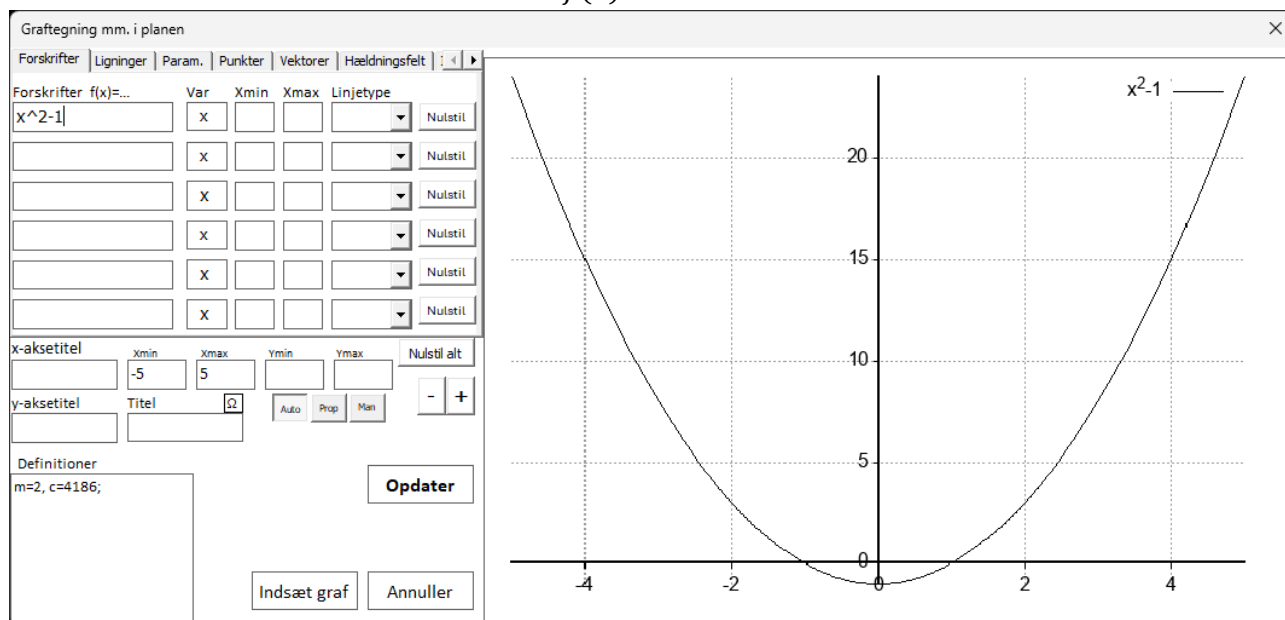 Graftegning mm. i planen
Forskrifter Ligninger Param. Punkter Vektorer Hældningsfelt
Forskrifter f(x)=... Var Xmin Xmax Linjetype
x^2-1 x Nulstil
x Nulstil
x Nulstil
x Nulstil
x Nulstil
x Nulstil
x-aksetitel Xmin Xmax Ymin Ymax Nulstil alt
-5 5
- +
y-aksetitel Titel Ω Auto Prop Man
Definitioner
m=2, c=4186;
Opdater
Indsæt graf Annuller
x²-1
20
15
10
5
0
-4 -2 0 2 4